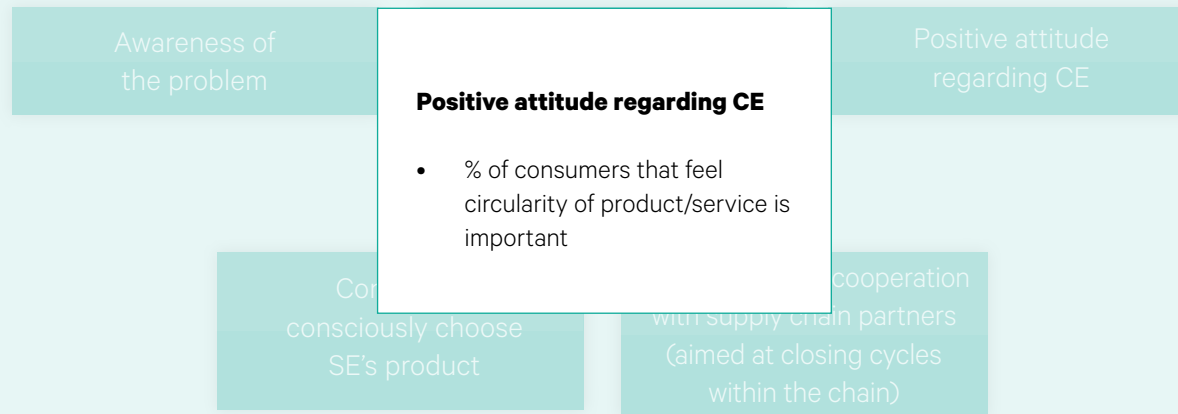 Awareness of
the problem
Positive attitude
regarding CE
Positive attitude regarding CE
• % of consumers that feel
circularity of product/service is
important
consciously choose
SE's product
cooperation
with supply chain partners
(aimed at closing cycles
within the chain)